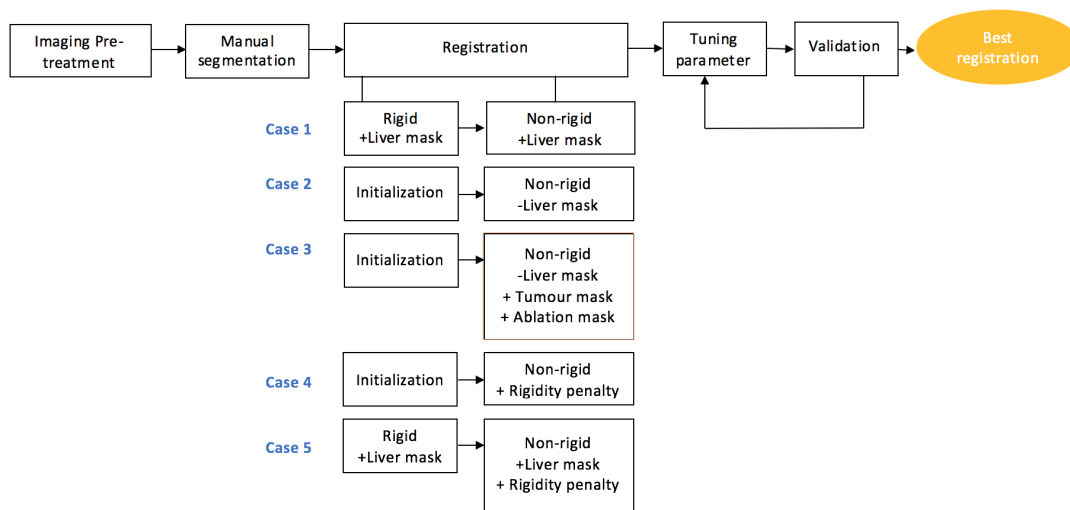 Imaging Pre-
treatment
Manual
segmentation
Registration
Tuning
parameter
Validation
Best
registration
Case 1
Rigid
+Liver mask
Non-rigid
+Liver mask
Case 2
Initialization
Non-rigid
-Liver mask
Case 3
Initialization
Non-rigid
-Liver mask
+ Tumour mask
+ Ablation mask
Case 4
Initialization
Non-rigid
+ Rigidity penalty
Case 5
Rigid
+Liver mask
Non-rigid
+Liver mask
+ Rigidity penalty